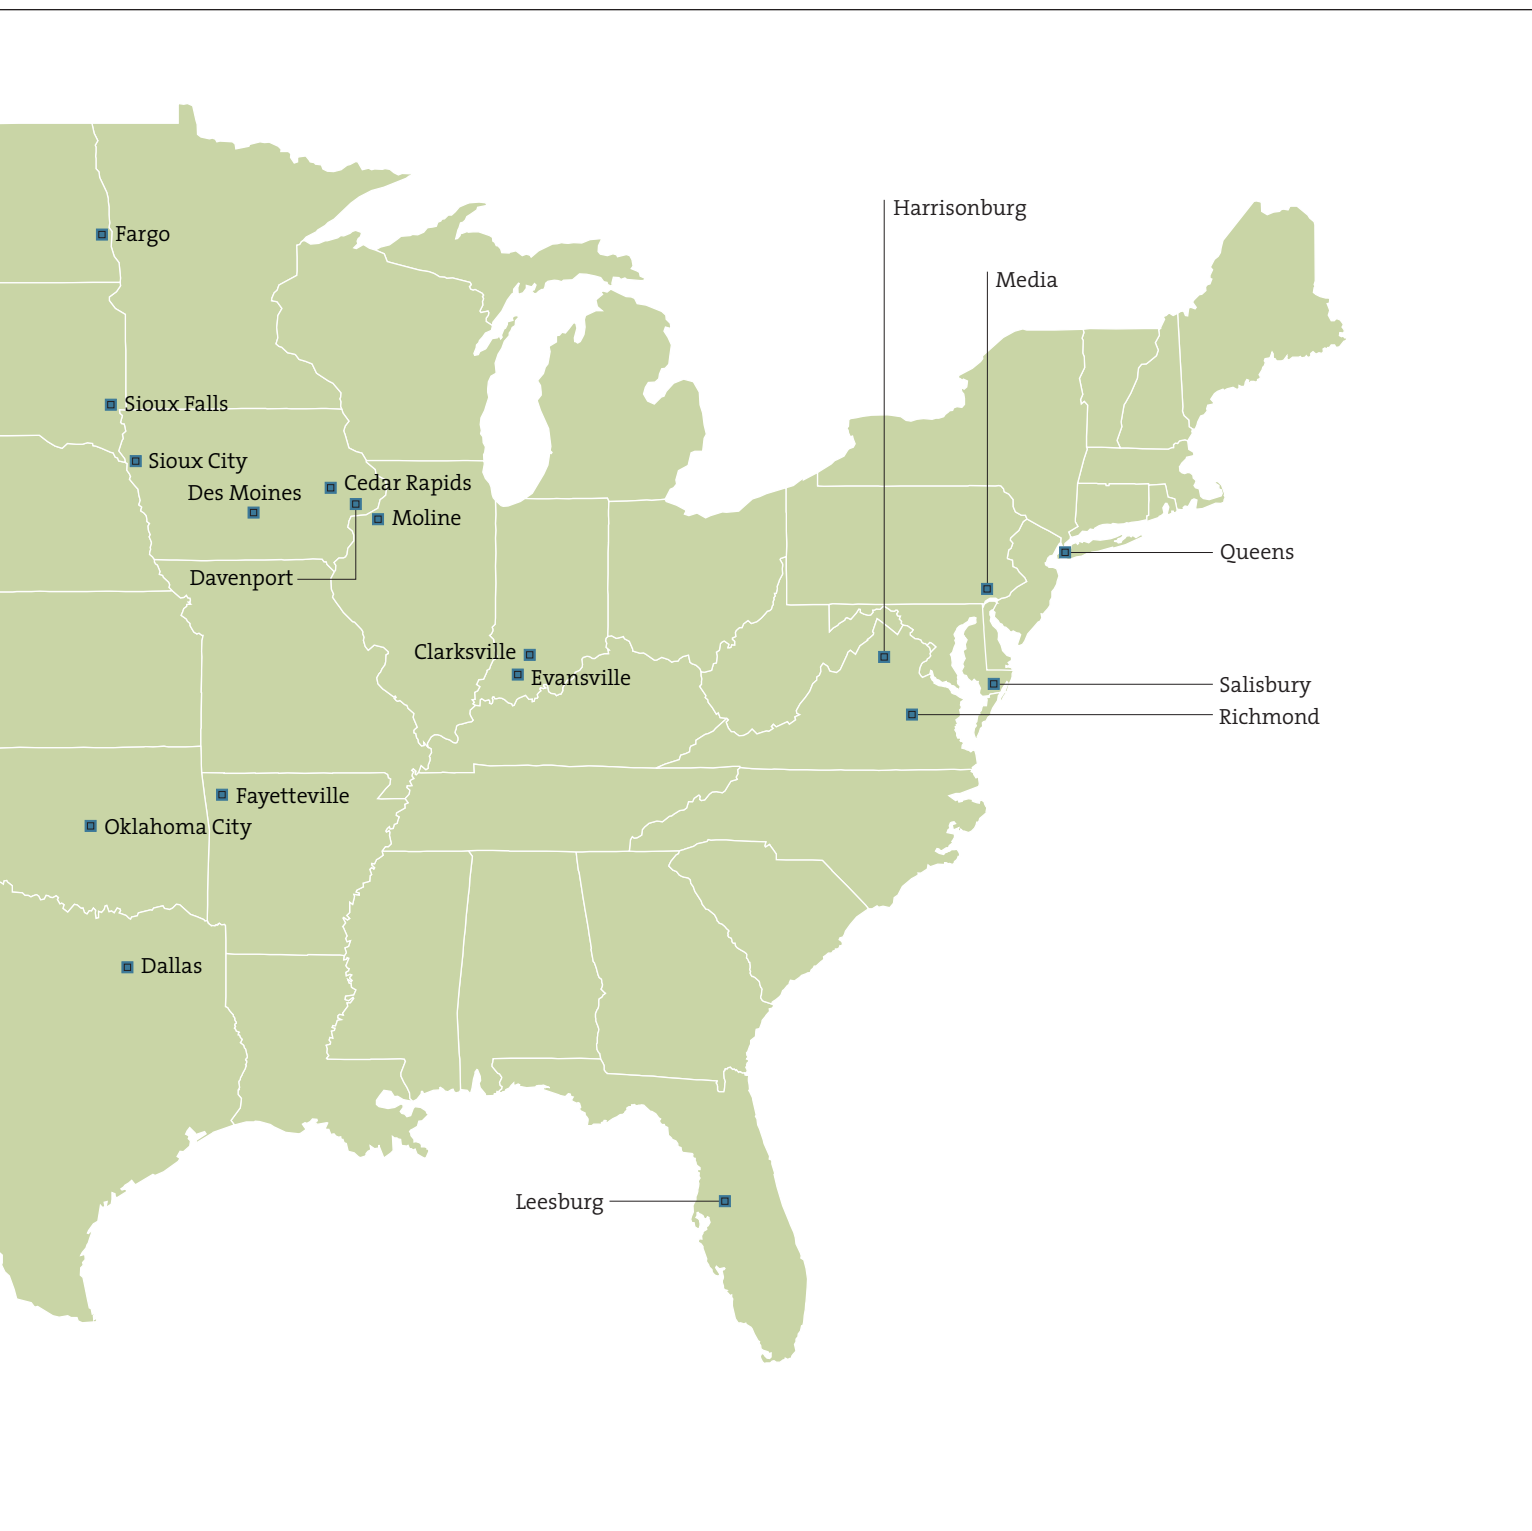 Harrisonburg
Fargo
Media
Sioux Falls
Sioux City
Cedar Rapids
Des Moines
Moline
Queens
Davenport
Clarksville
Evansville
Salisbury
Richmond
Fayetteville
Oklahoma City
Dallas
Leesburg